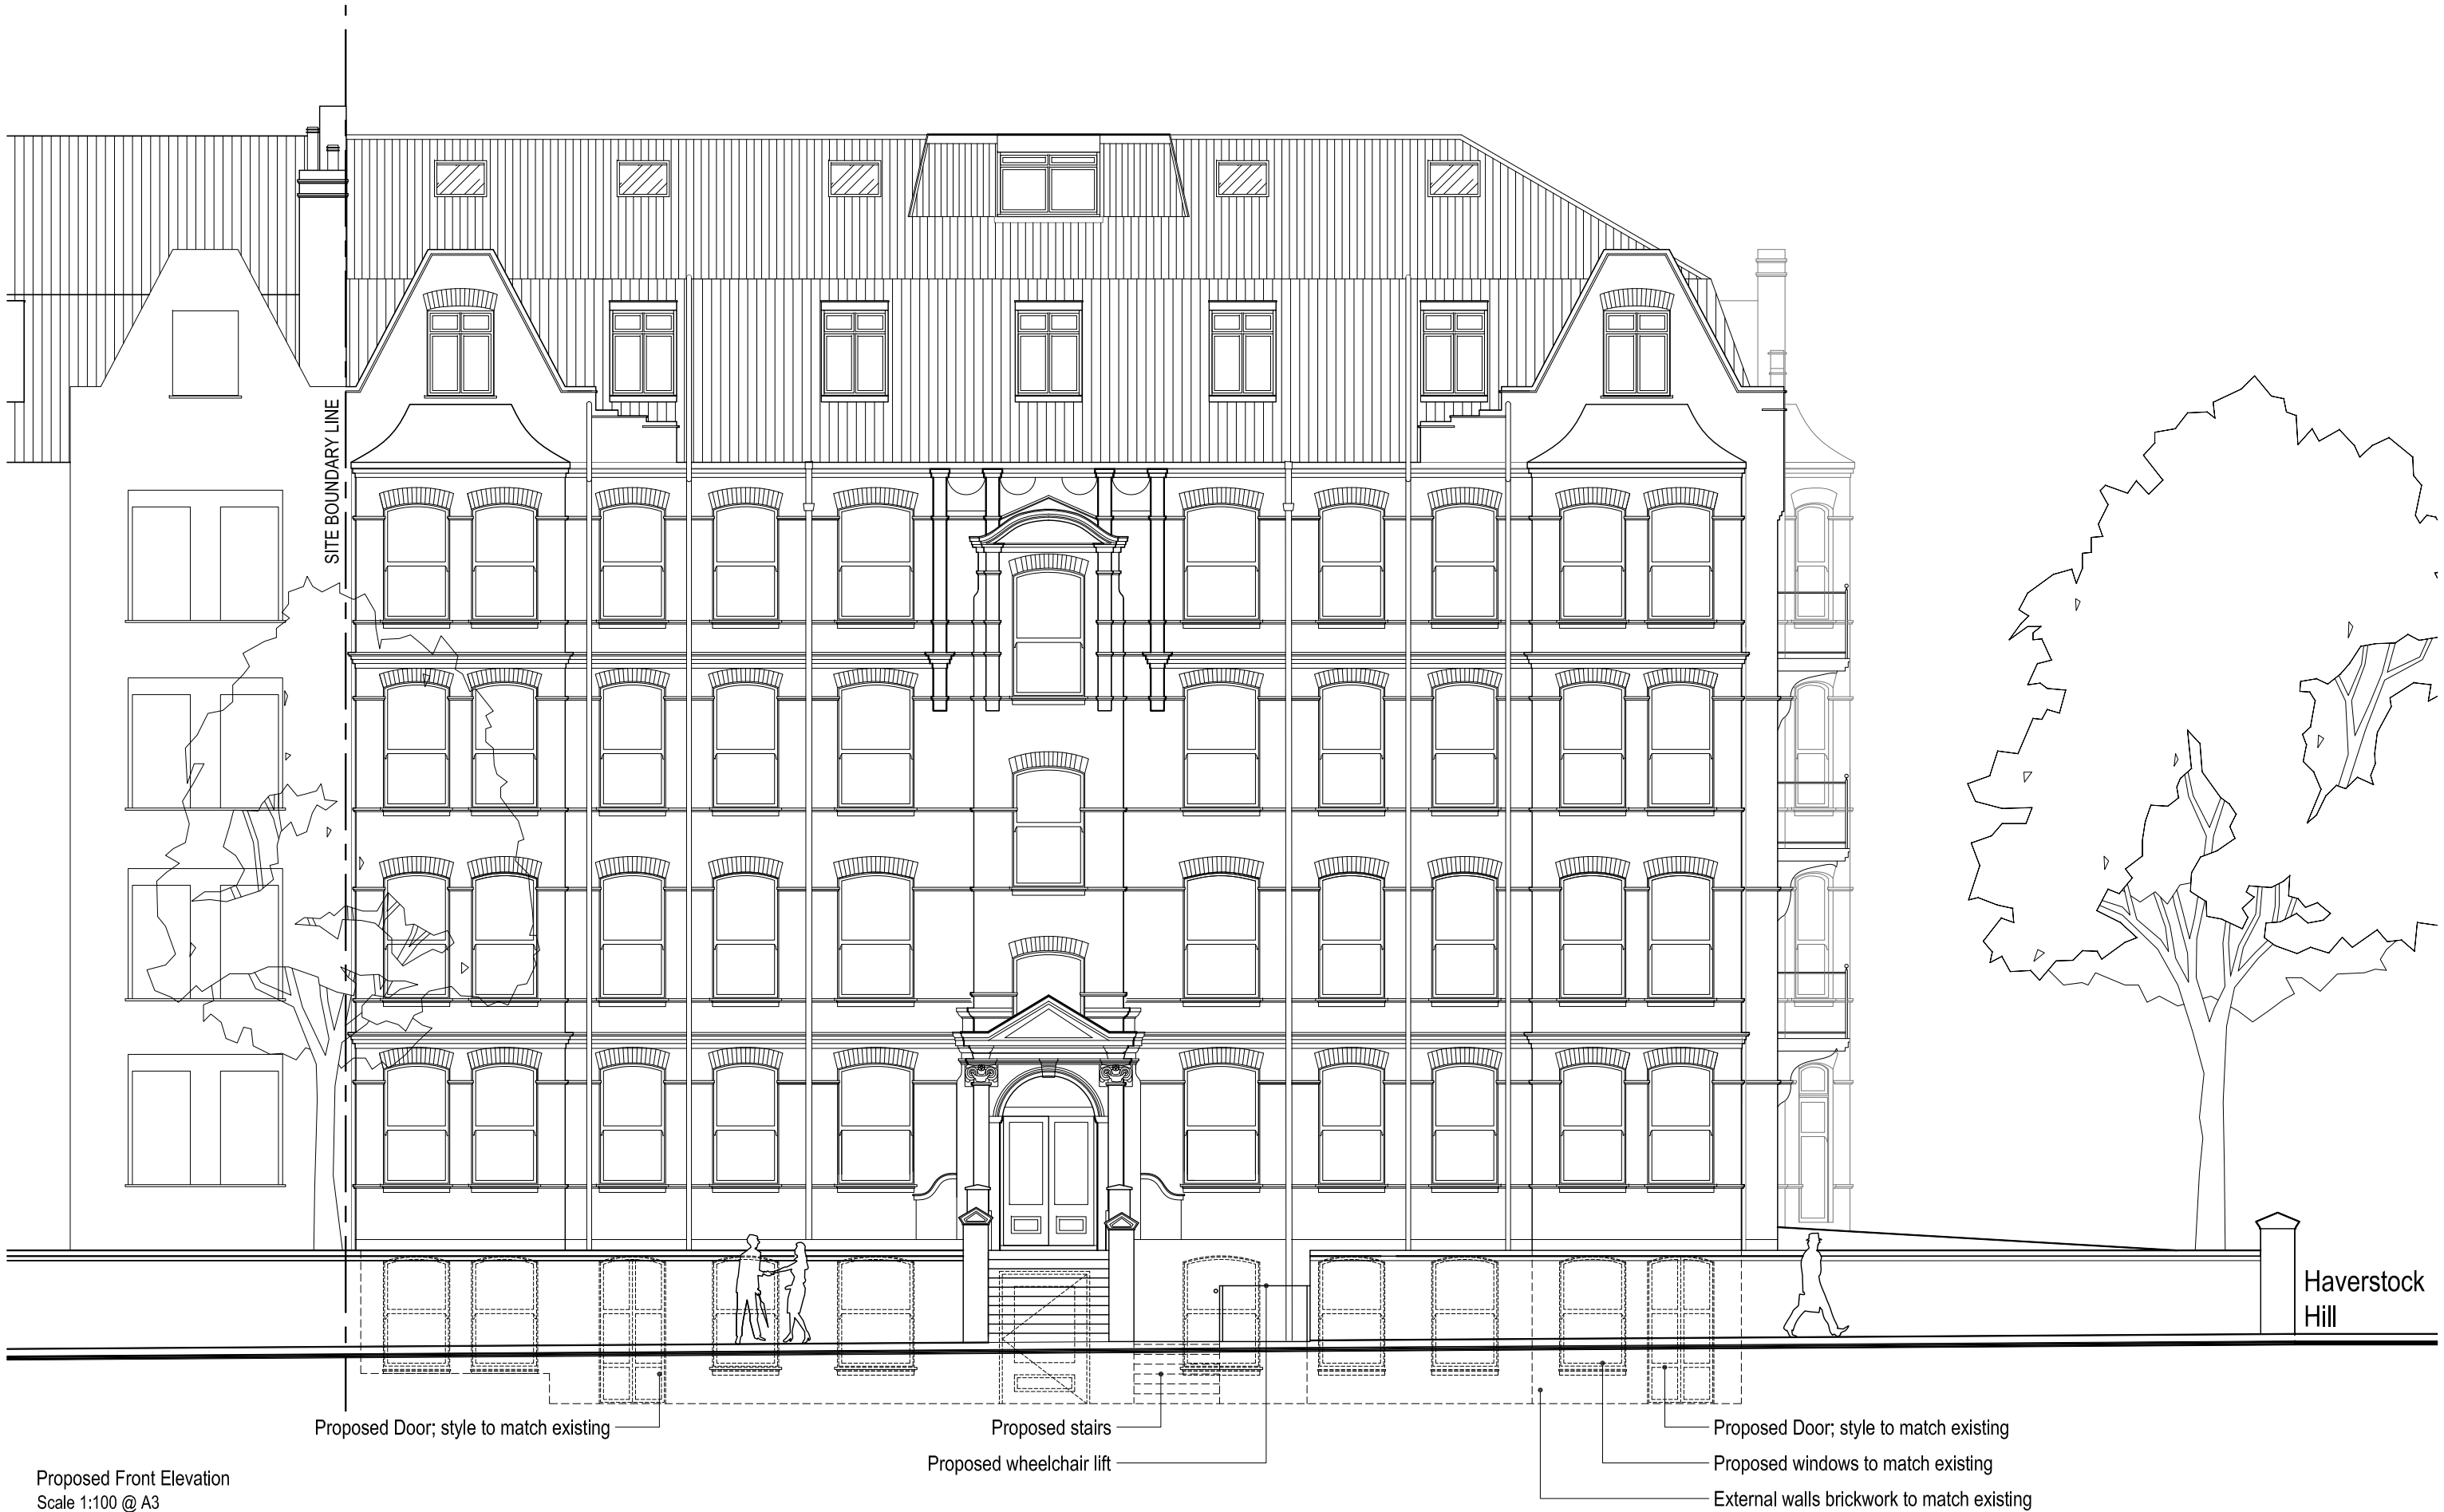 SITE BOUNDARY LINE
Haverstock
Hill
Proposed Door; style to match existing
Proposed stairs
Proposed Door; style to match existing
Proposed wheelchair lift
Proposed windows to match existing
External walls brickwork to match existing
Proposed Front Elevation
Scale 1:100 @ A3